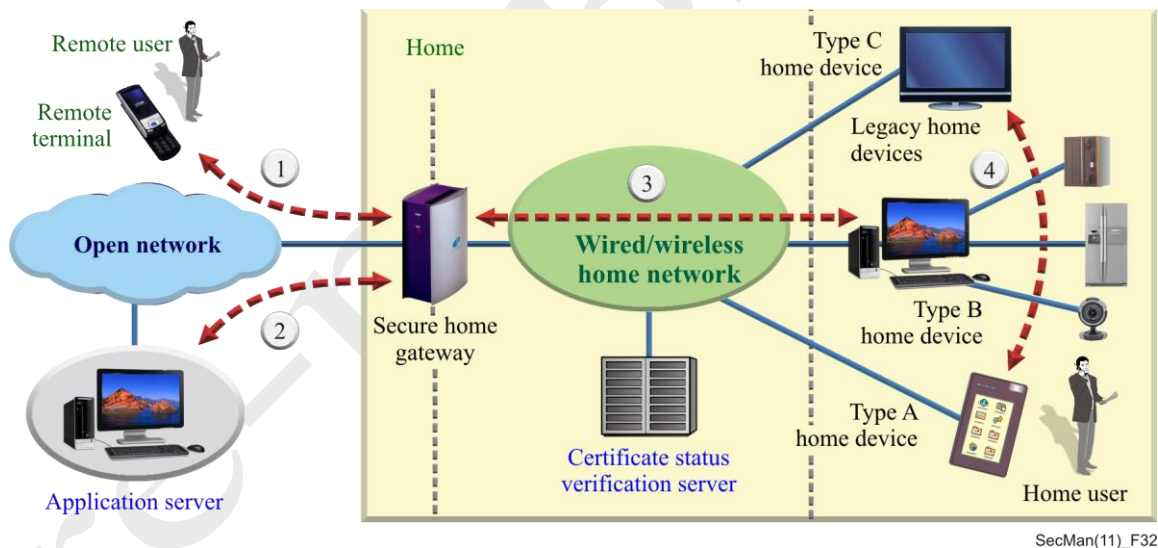 Remote user
Remote
terminal
Home
Type C
home device
Legacy home
devices
1
3
4
Open network
Wired/wireless
home network
2
Secure home
gateway
Type B
home device
Type A
home device
Application server
Certificate status
verification server
Home user
SecMan(11)_F32